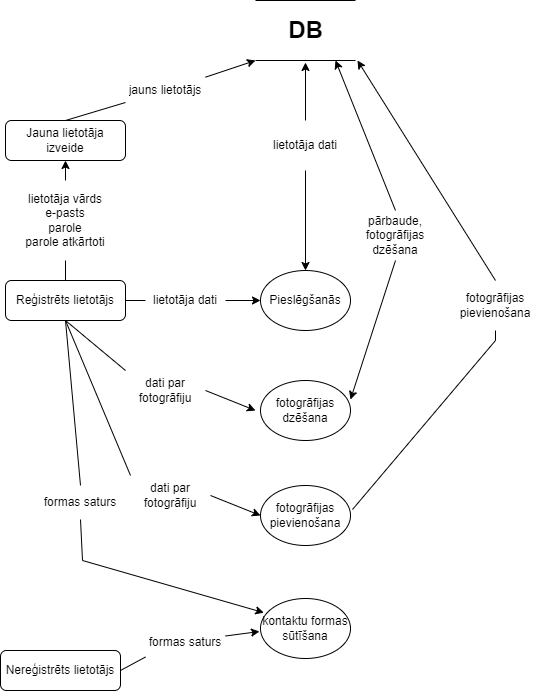 DB
jauns lietotājs
Jauna lietotāja
izveide
lietotāja dati
lietotāja vārds
e-pasts
parole
parole atkārtoti
pārbaude,
fotogrāfijas
dzēšana
Reģistrēts lietotājs
lietotāja dati
Pieslēgšanās
fotogrāfijas
pievienošana
dati par
fotogrāfiju
fotogrāfijas
dzēšana
formas saturs
dati par
fotogrāfiju
fotogrāfijas
pievienošana
kontaktu formas
sūtīšana
formas saturs
Nereģistrēts lietotājs